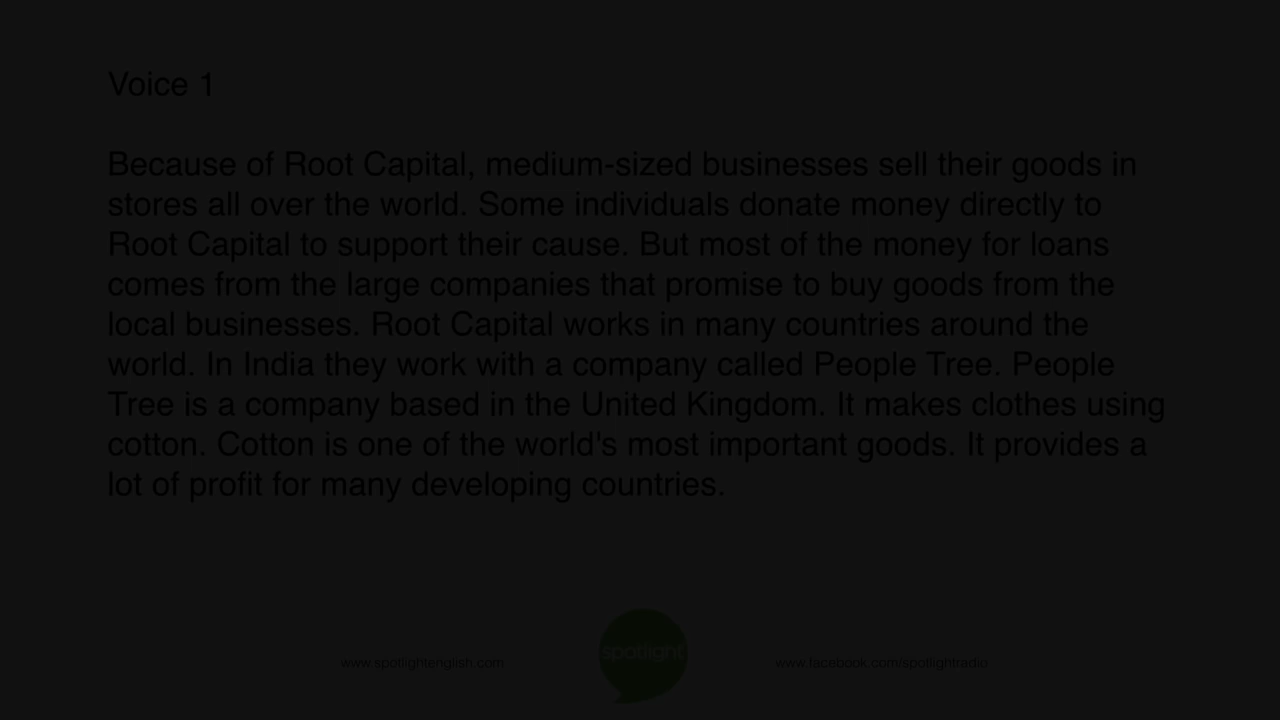 Voice 1
Because of Root Capital, medium-sized businesses sell their goods in
stores all over the world. Some individuals donate money directly to
Root Capital to support their cause. But most of the money for loans
comes from the large companies that promise to buy goods from the
local businesses. Root Capital works in many countries around the
world. In India they work with a company called People Tree. People
Tree is a company based in the United Kingdom. It makes clothes using
cotton. Cotton is one of the world's most important goods. It provides a
lot of profit for many developing countries.
www.spotlightenglish.com
spotlight
www.facebook.com/spotlightradio